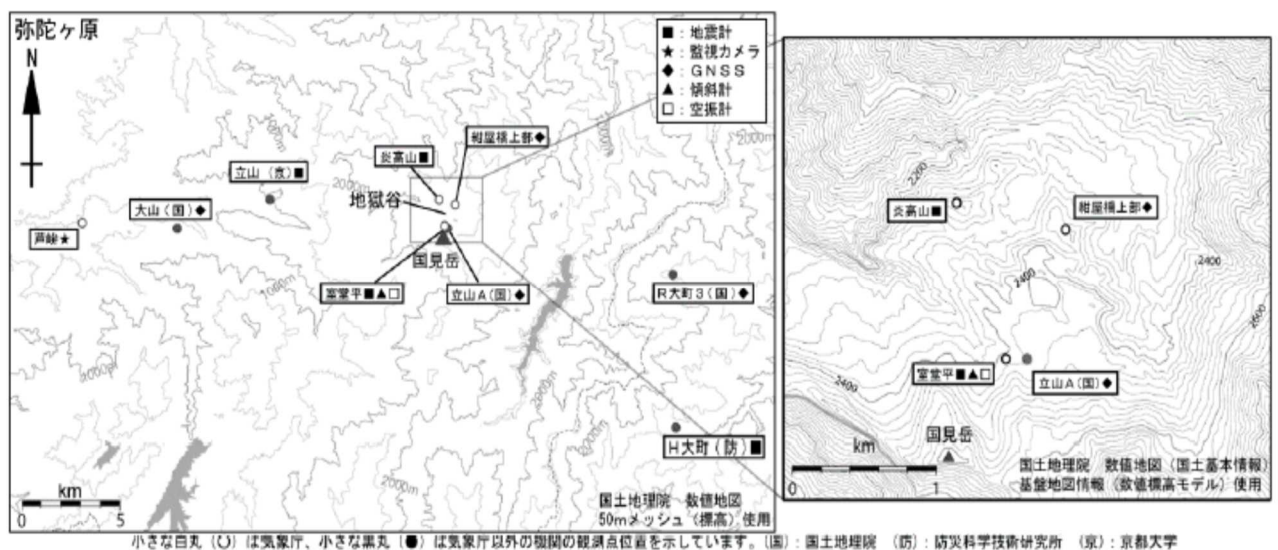 弥陀ヶ原
N
■：地震計
★：監視カメラ
◆：GNSS
▲：傾斜計
□：空振計
2000m
紺屋橋上部◆
炎高山■
立山（京）■
2000m
地獄谷
大山（国）◆
芦峅★
国見岳
室堂平■▲□
立山A（国）◆
R大町3（国）◆
1000m
1000m
2000m
H大町（防）■
2000m
km
0 5
国土地理院 数値地図
50mメッシュ（標高）使用
2200
炎高山■
紺屋橋上部◆
2400
2400
2600
室堂平■▲□
立山A（国）◆
2400
国見岳
km
0 1
国土地理院 数値地図（国土基本情報）
基盤地図情報（数値標高モデル）使用
小さな白丸（○）は気象庁、小さな黒丸（●）は気象庁以外の機関の観測点位置を示しています。（国）：国土地理院 （防）：防災科学技術研究所 （京）：京都大学